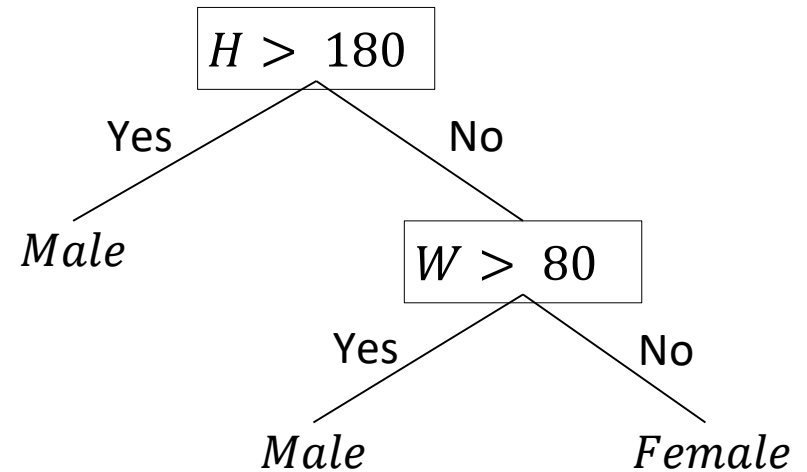 H > 180
Yes
No
Male
W > 80
Yes
No
Male
Female